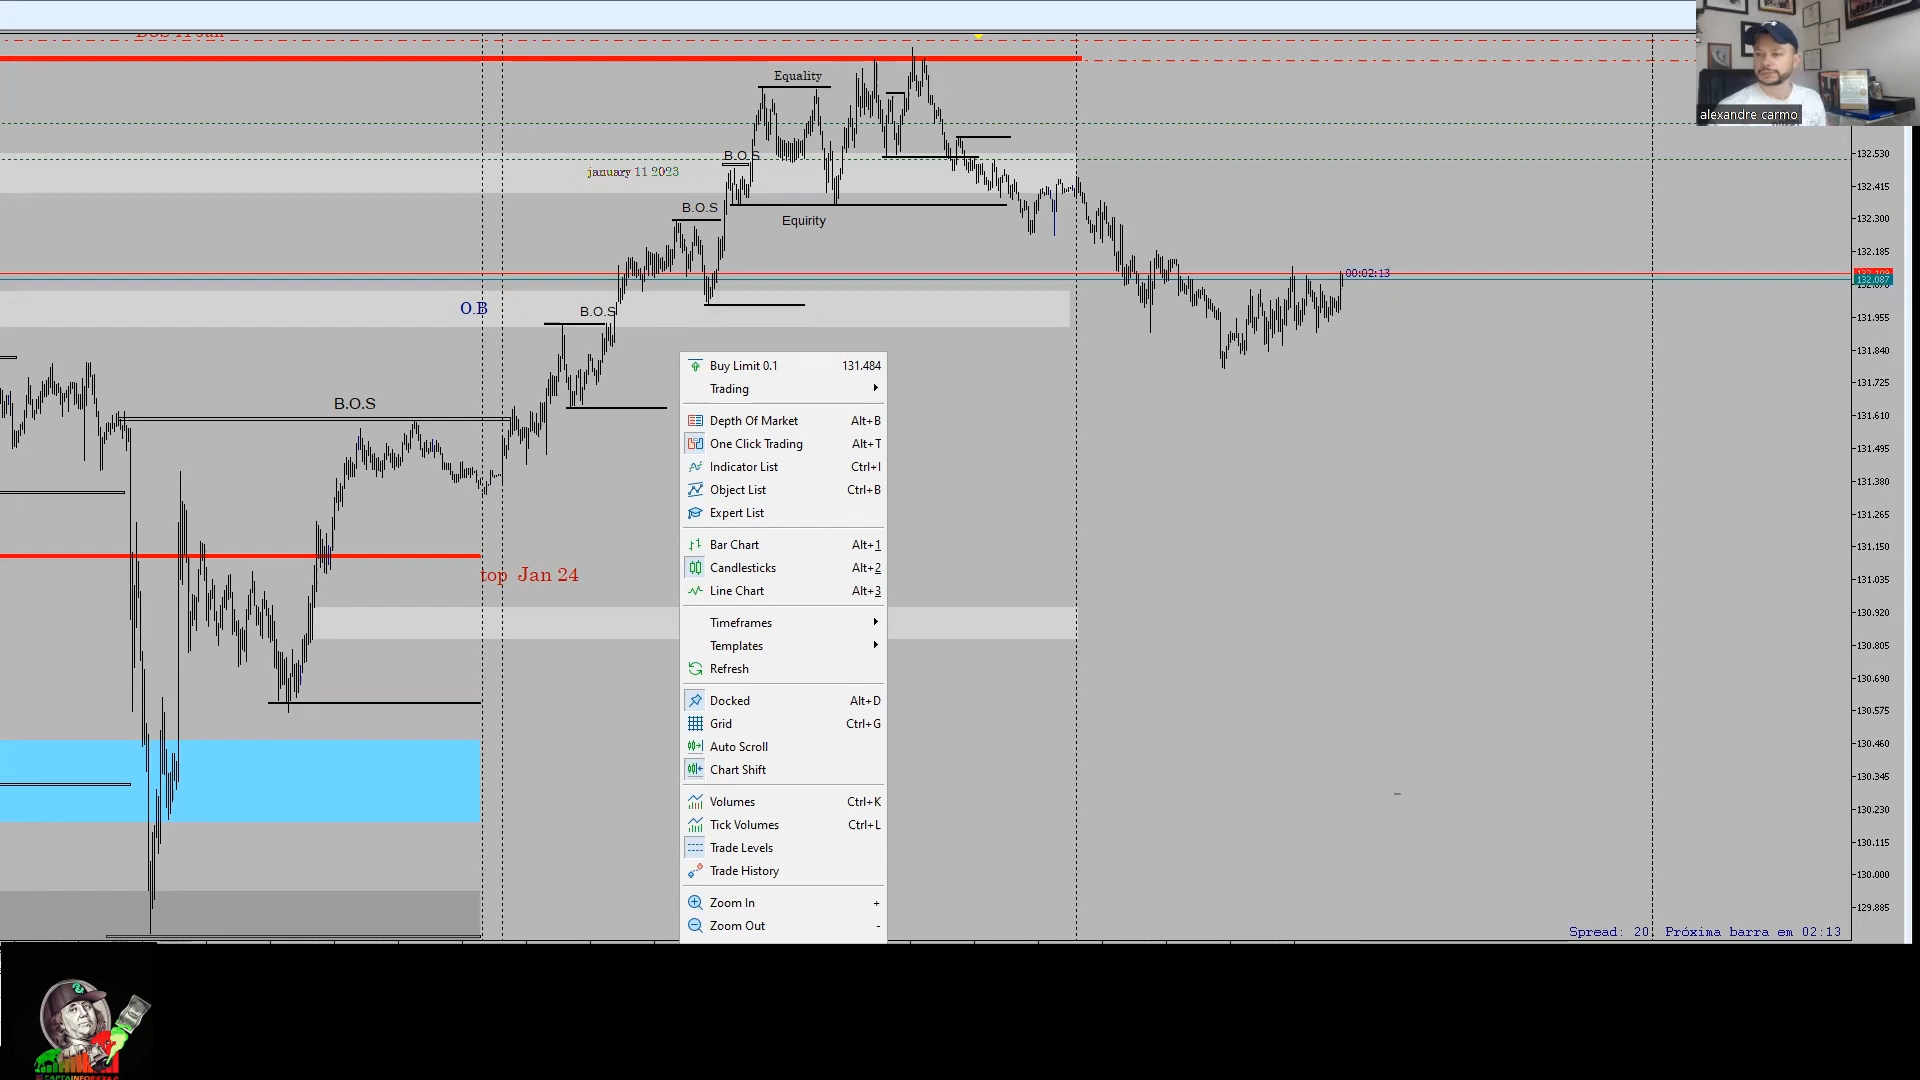 BOS 11 Jan
alexandre carmo
Equality
B.O.S
january 11 2023
B.O.S
Equirity
00:02:13
O.B
B.O.S
B.O.S
top Jan 24
Buy Limit 0.1 131.484
Trading
Depth Of Market Alt+B
One Click Trading Alt+T
Indicator List Ctrl+I
Object List Ctrl+B
Expert List
Bar Chart Alt+1
Candlesticks Alt+2
Line Chart Alt+3
Timeframes
Templates
Refresh
Docked Alt+D
Grid Ctrl+G
Auto Scroll
Chart Shift
Volumes Ctrl+K
Tick Volumes Ctrl+L
Trade Levels
Trade History
Zoom In +
Zoom Out -
132.530
132.415
132.300
132.185
132.087
131.955
131.840
131.725
131.610
131.495
131.380
131.265
131.150
131.035
130.920
130.805
130.690
130.575
130.460
130.345
130.230
130.115
130.000
129.885
Spread: 20 Próxima barra em 02:13